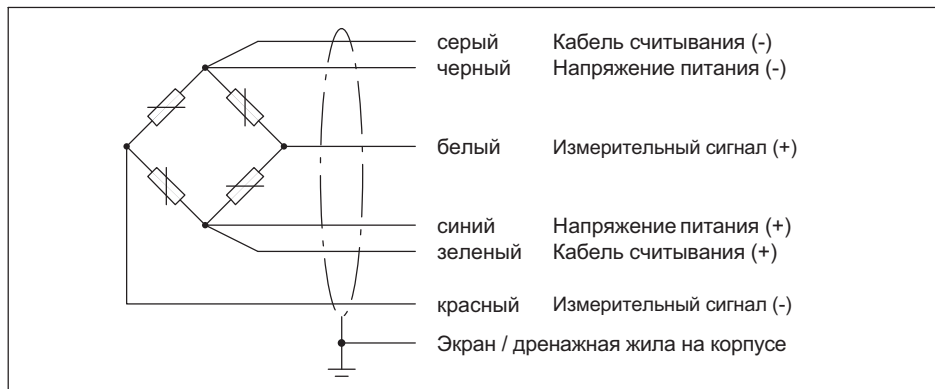 серый Кабель считывания (-)
черный Напряжение питания (-)
белый Измерительный сигнал (+)
синий Напряжение питания (+)
зеленый Кабель считывания (+)
красный Измерительный сигнал (-)
Экран / дренажная жила на корпусе